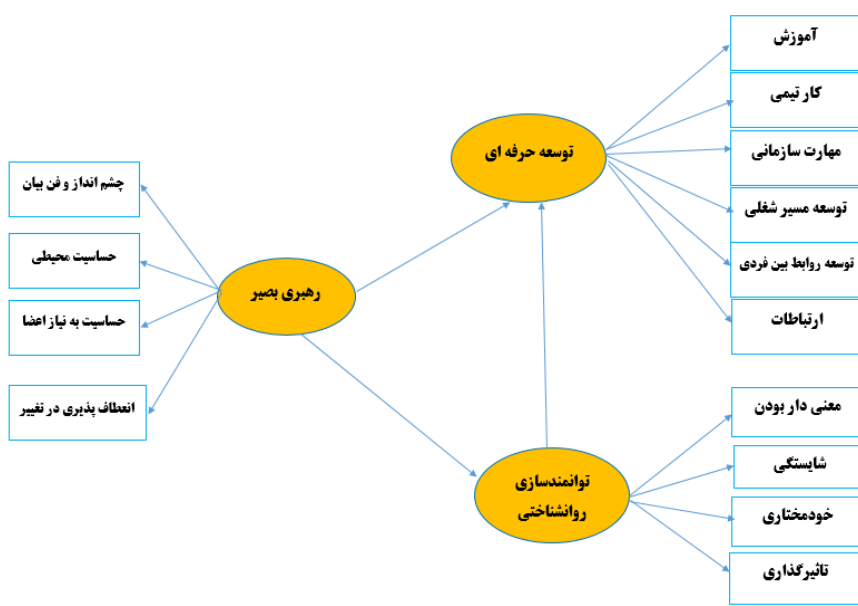 آموزش
کار تیمی
مهارت سازمانی
توسعه مسیر شغلی
توسعه روابط بین فردی
ارتباطات
توسعه حرفه ای
چشم انداز و فن بیان
حساسیت محیطی
حساسیت به نیاز اعضا
انعطاف پذیری در تغییر
رهبری بصیر
معنی دار بودن
شایستگی
خودمختاری
تاثیرگذاری
توانمندسازی
روانشناختی